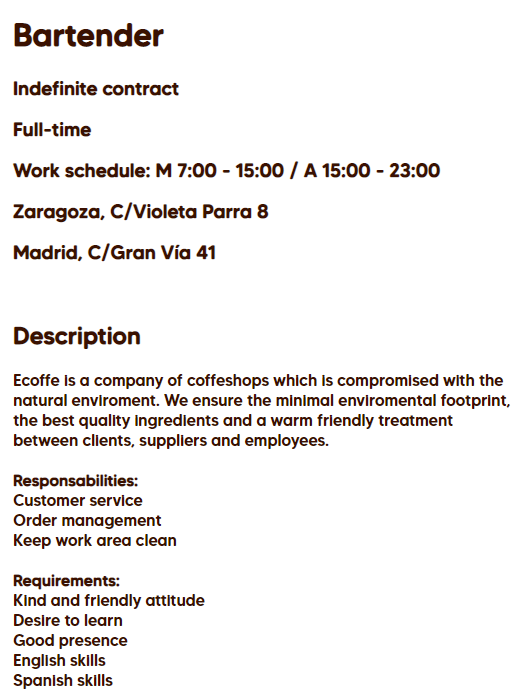 Bartender
Indefinite contract
Full-time
Work schedule: M 7:00 - 15:00 / A 15:00 - 23:00
Zaragoza, C/Violeta Parra 8
Madrid, C/Gran Vía 41
Description
Ecoffe is a company of coffeshops which is compromised with the
natural enviroment. We ensure the minimal enviromental footprint,
the best quality ingredients and a warm friendly treatment
between clients, suppliers and employees.
Responsabilities:
Customer service
Order management
Keep work area clean
Requirements:
Kind and friendly attitude
Desire to learn
Good presence
English skills
Spanish skills